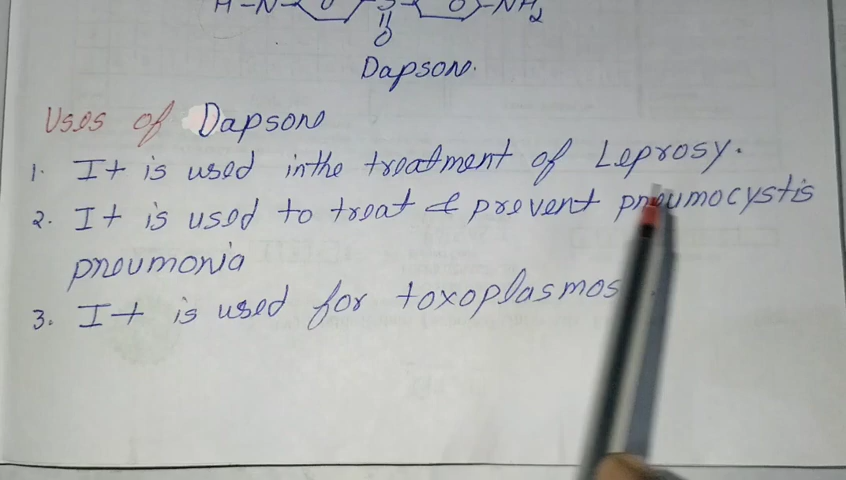 H-N- O S O -NH2
O
Dapsone.
Uses of Dapsone
1. It is used inthe treatment of Leprosy.
2. It is used to treat & prevent pneumocystis
pneumonia
3. It is used for toxoplasmos